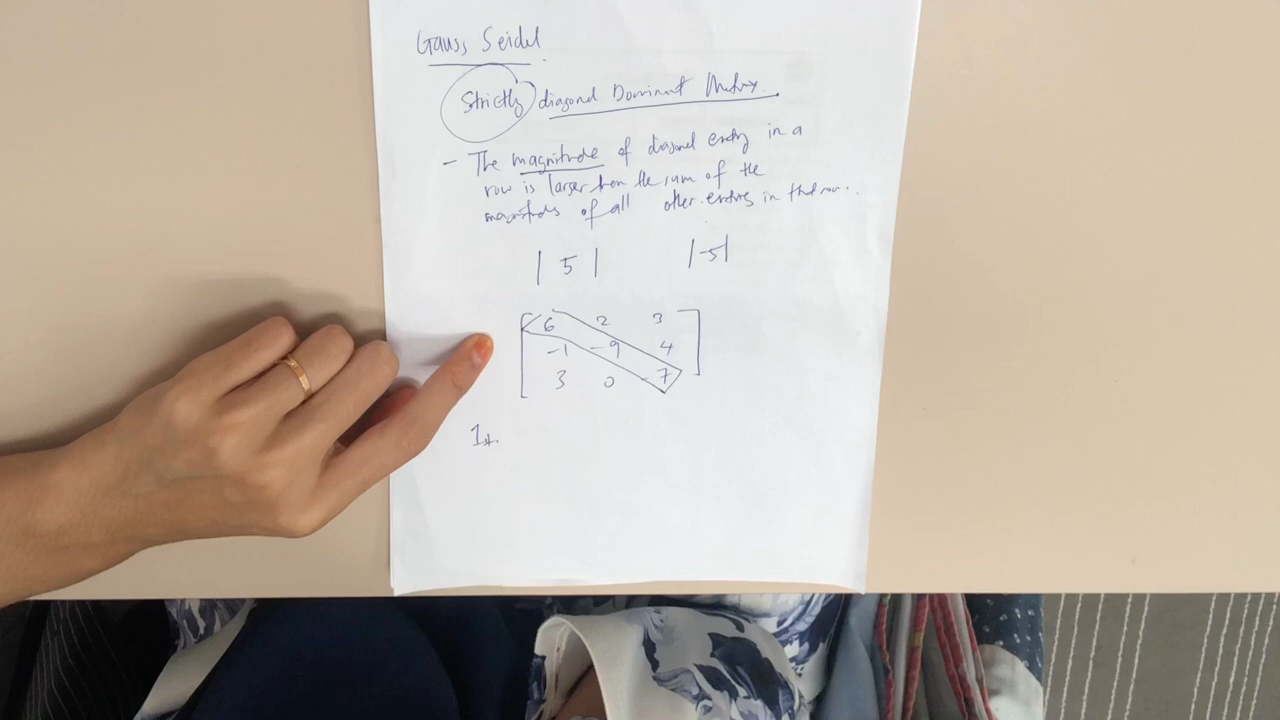 Gauss Seidel
Strictly diagonal Dominant Matrix.
- The magnitude of diagonal entry in a
row is larger than the sum of the
magnitudes of all other entries in that row.
| 5 | |-5|
6 2 3
-1 -9 4
3 0 7
1st.